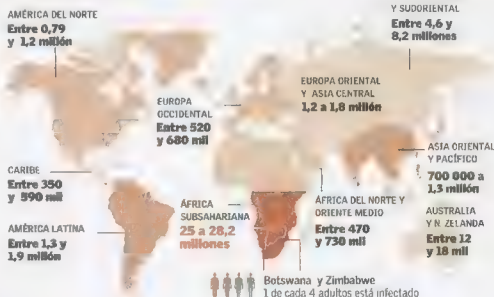 AMÉRICA DEL NORTE
Entre 0,79
y 1,2 millón
Y SUDORIENTAL
Entre 4,6 y
8,2 millones
EUROPA
OCCIDENTAL
Entre 520
y 680 mil
EUROPA ORIENTAL
Y ASIA CENTRAL
1,2 a 1,8 millón
ASIA ORIENTAL
Y PACÍFICO
700 000 a
1,3 millón
CARIBE
Entre 350
y 590 mil
AMÉRICA LATINA
Entre 1,3 y
1,9 millón
ÁFRICA
SUBSAHARIANA
25 a 28,2
millones
ÁFRICA DEL NORTE Y
ORIENTE MEDIO
Entre 470
y 730 mil
AUSTRALIA
Y N. ZELANDA
Entre 12
y 18 mil
Botswana y Zimbabwe
1 de cada 4 adultos está infectado